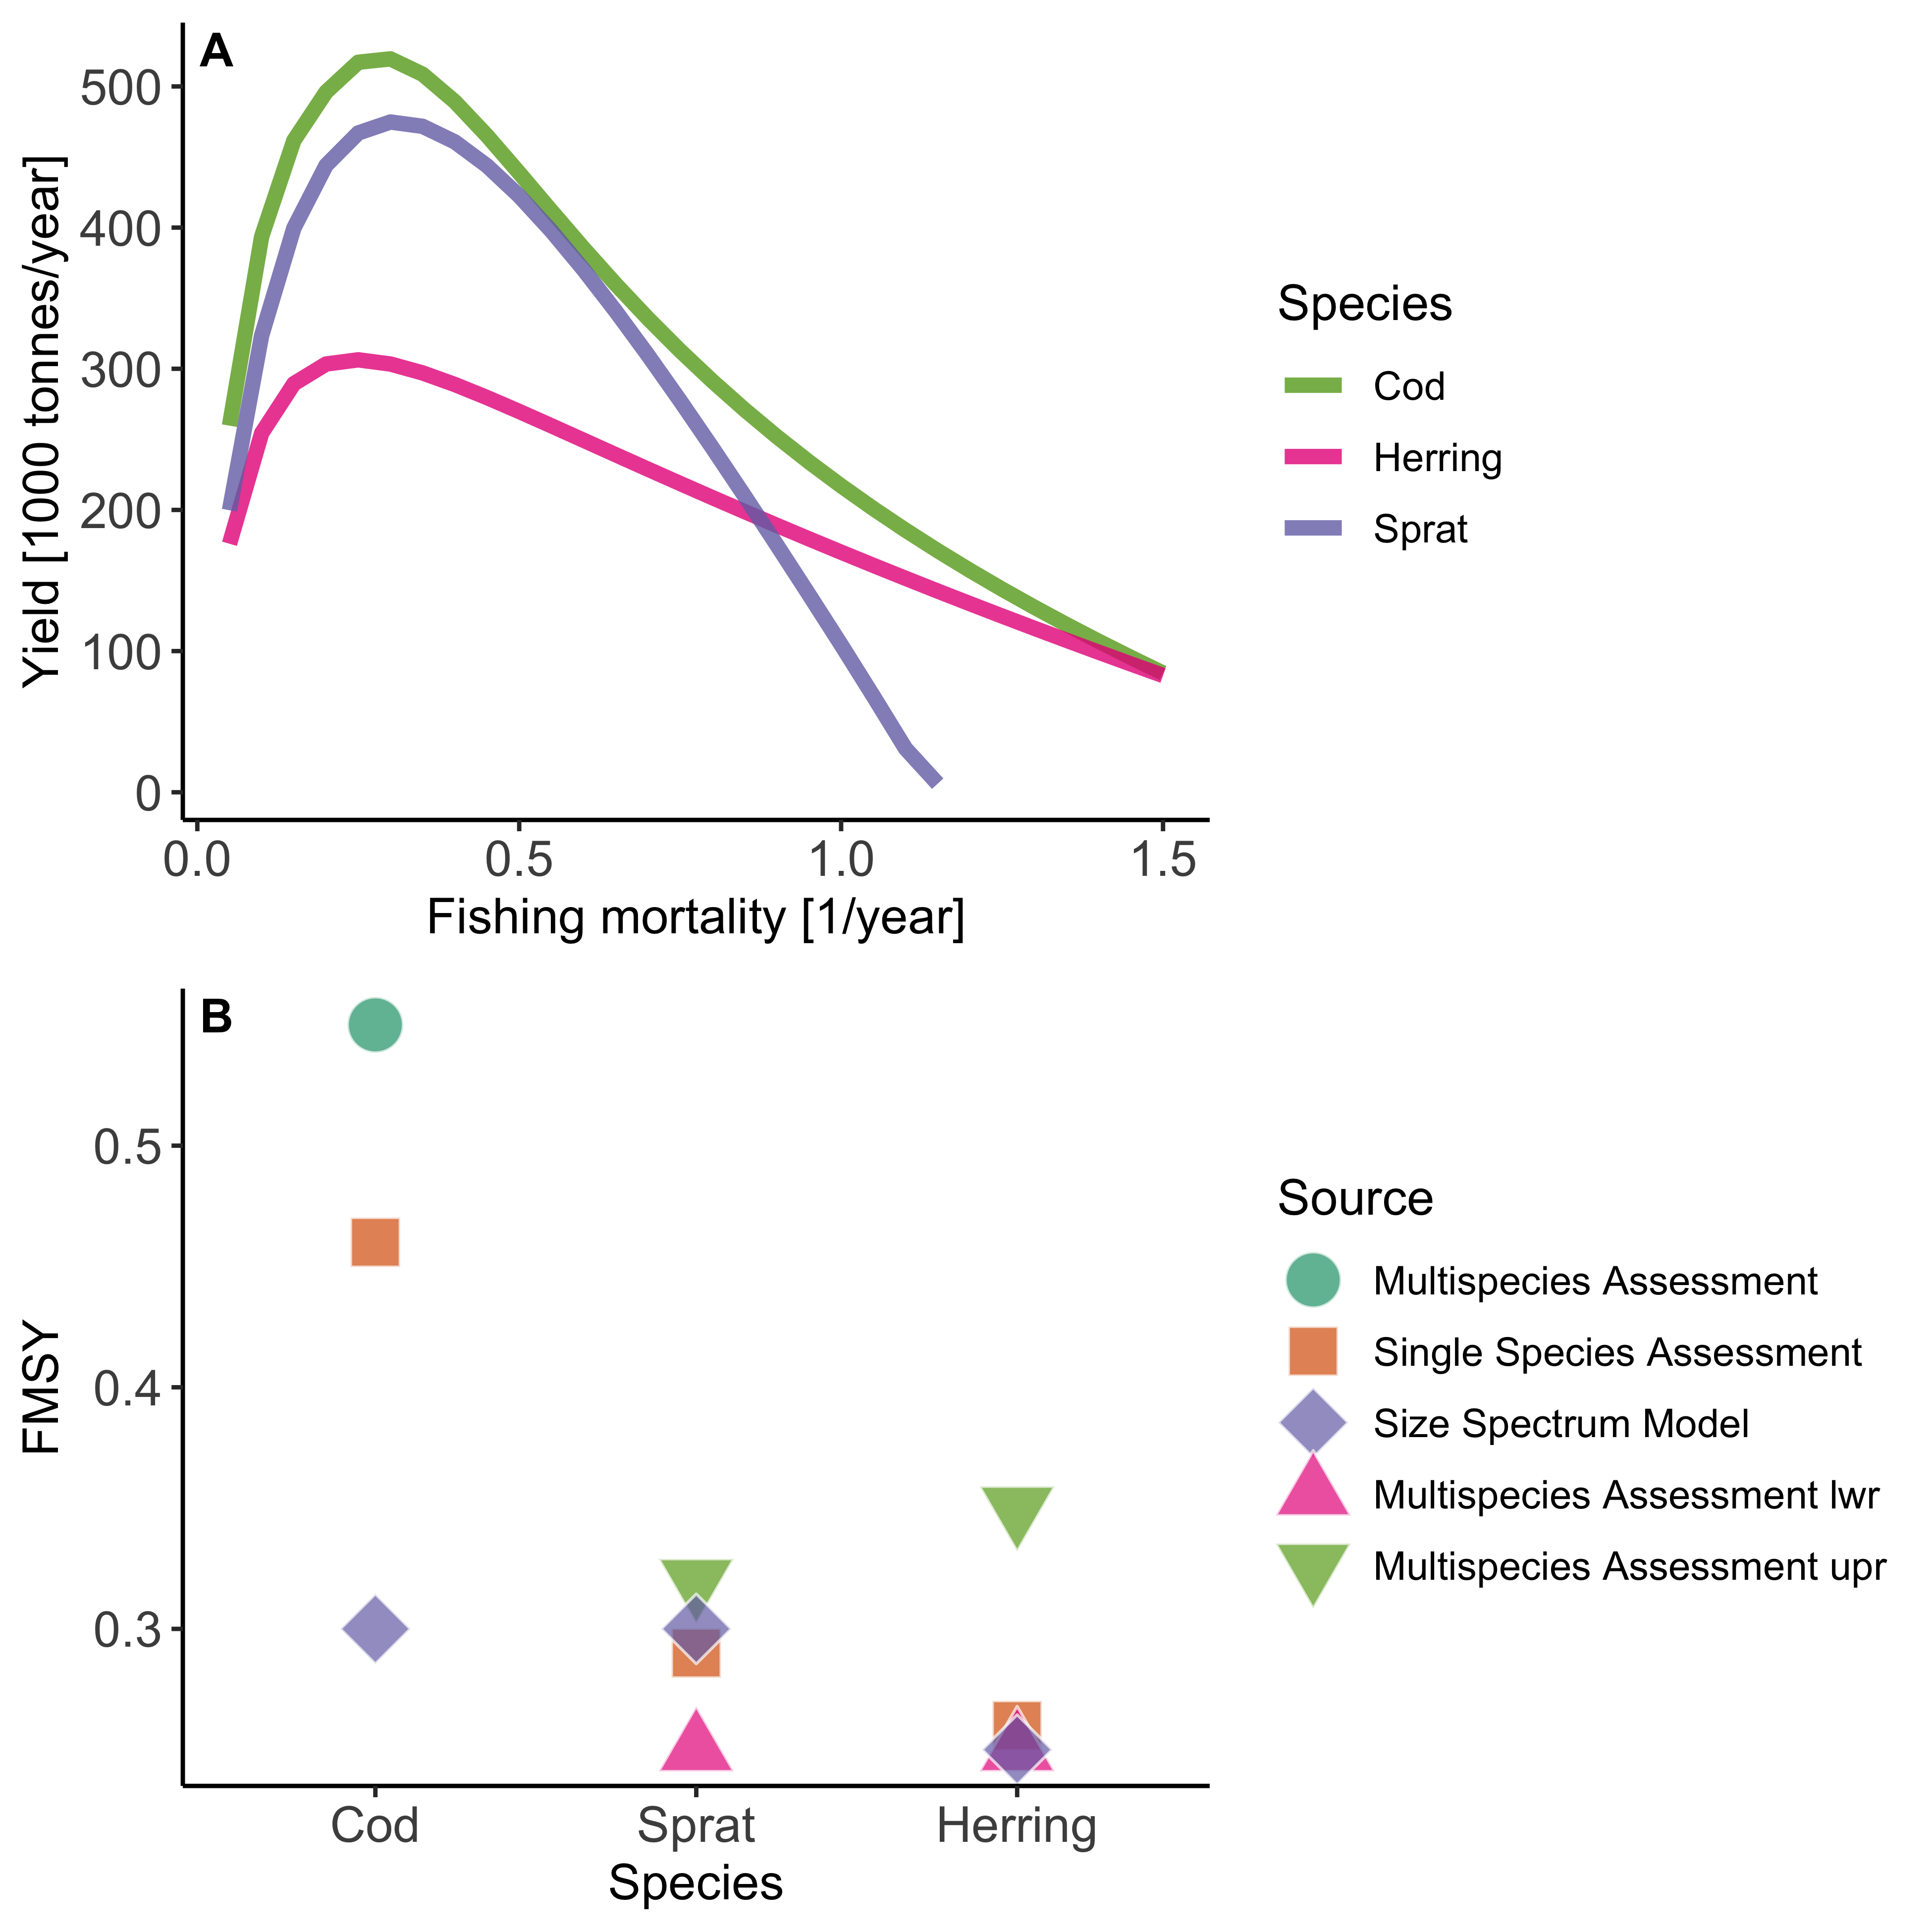 A
500
400
300
200
100
0
Yield [1000 tonnes/year]
0.0 0.5 1.0 1.5
Fishing mortality [1/year]
Species
Cod
Herring
Sprat
B
0.5
0.4
0.3
FMSY
Cod Sprat Herring
Species
Source
Multispecies Assessment
Single Species Assessment
Size Spectrum Model
Multispecies Assessment lwr
Multispecies Assessment upr